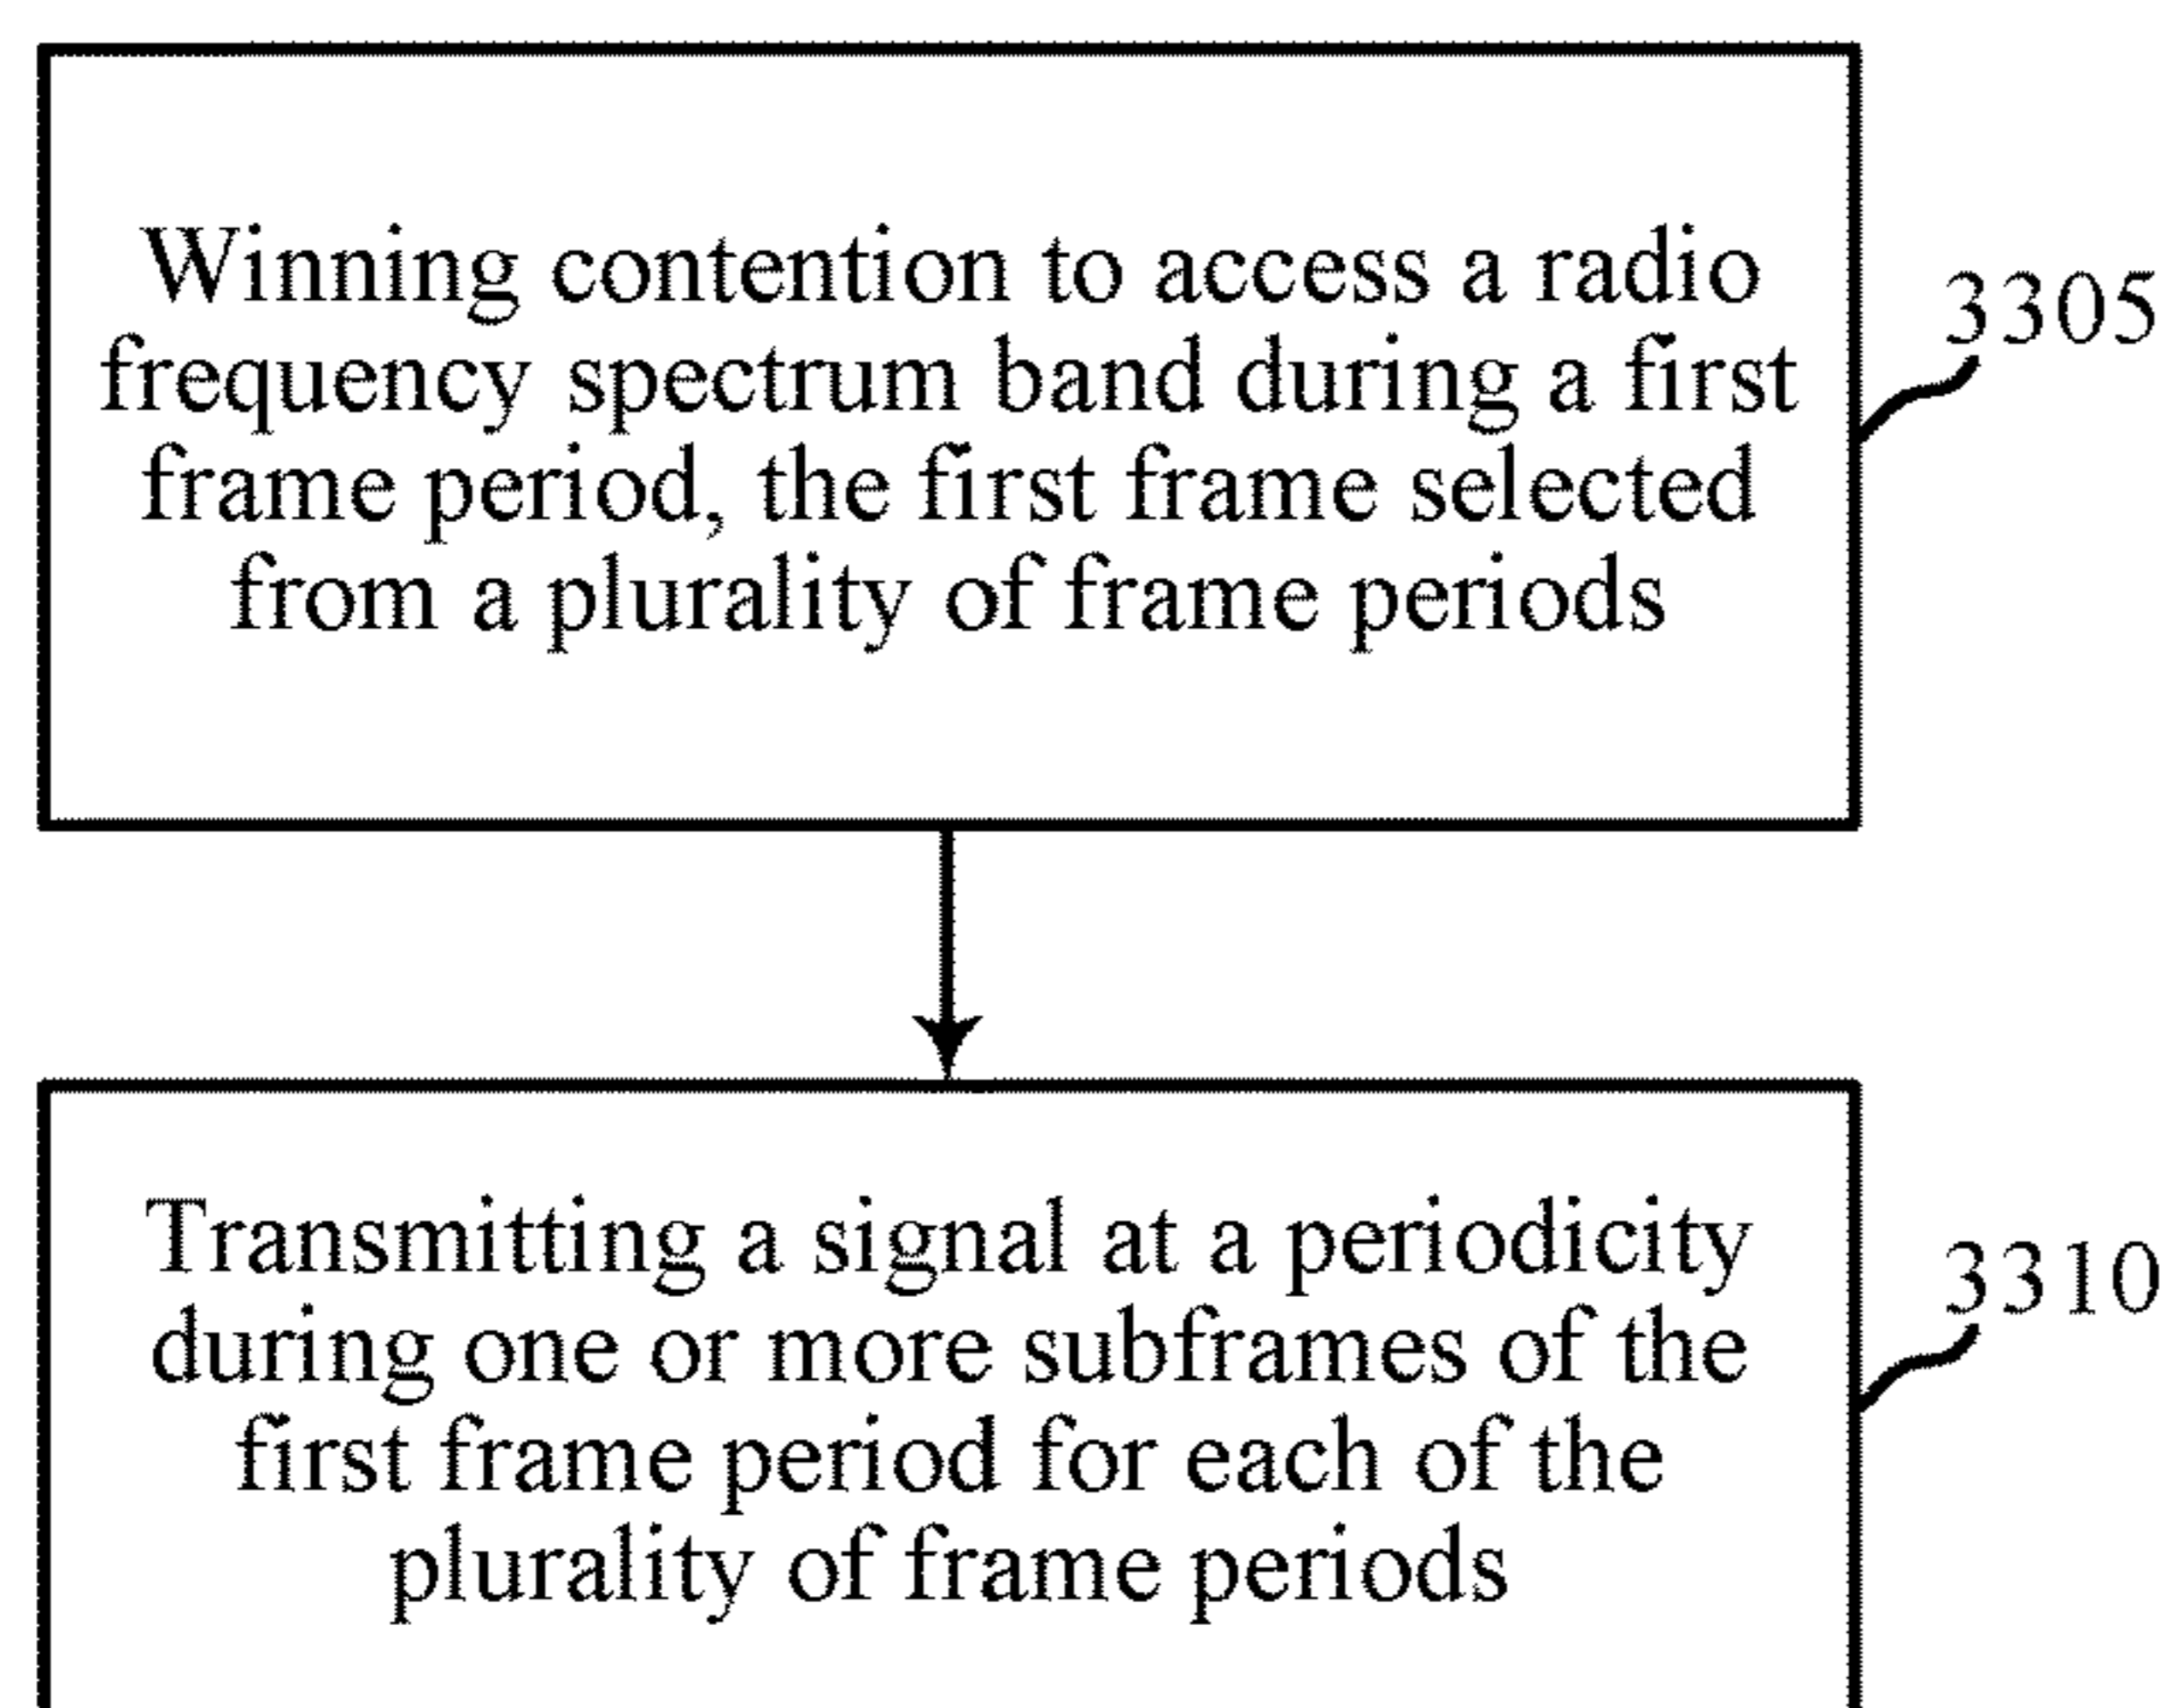 Winning contention to access a radio
frequency spectrum band during a first
frame period, the first frame selected
from a plurality of frame periods
3305
Transmitting a signal at a periodicity
during one or more subframes of the
first frame period for each of the
plurality of frame periods
3310